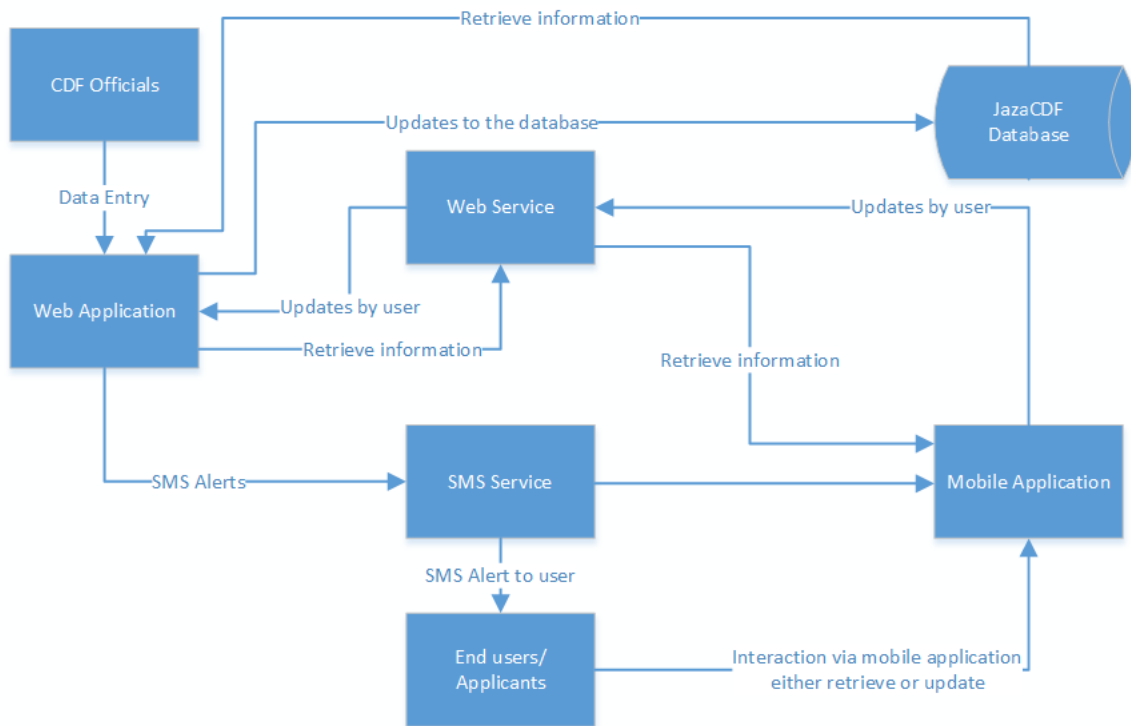 Retrieve information
CDF Officials
JazaCDF
Database
Updates to the database
Data Entry
Web Service
Updates by user
Web Application
Updates by user
Retrieve information
Retrieve information
SMS Alerts
SMS Service
Mobile Application
SMS Alert to user
End users/
Applicants
Interaction via mobile application
either retrieve or update